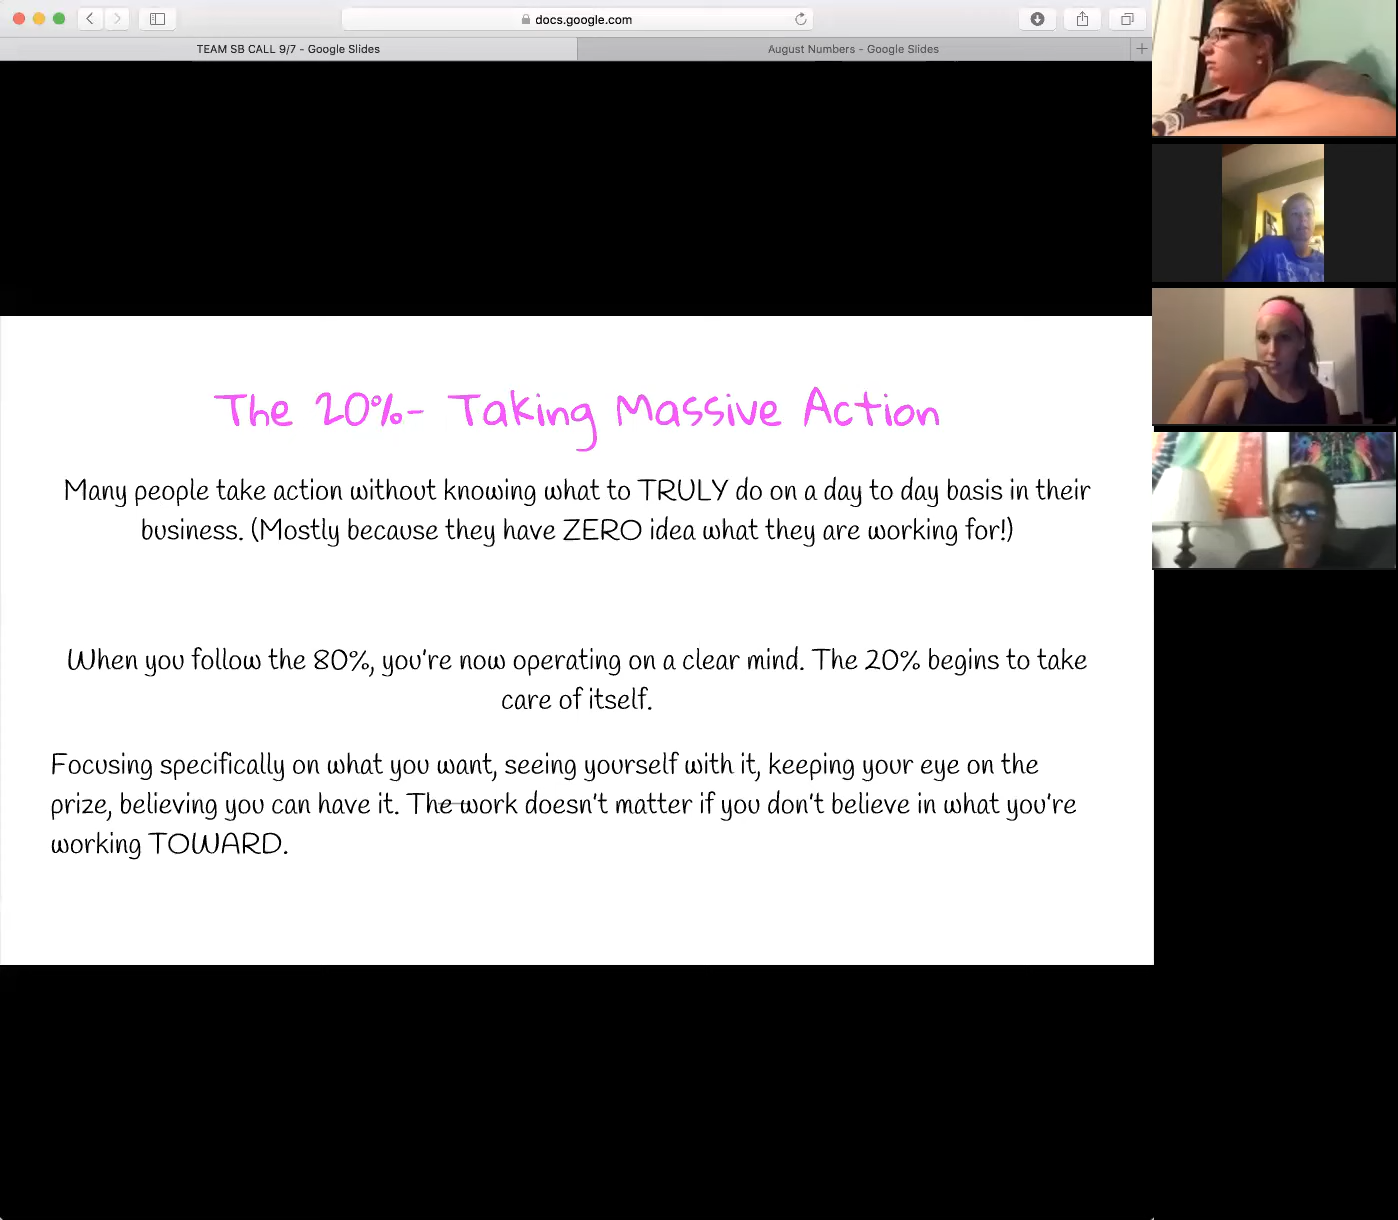 docs.google.com
TEAM SB CALL 9/7 - Google Slides
August Numbers - Google Slides
The 20%- Taking Massive Action
Many people take action without knowing what to TRULY do on a day to day basis in their
business. (Mostly because they have ZERO idea what they are working for!)
When you follow the 80%, you're now operating on a clear mind. The 20% begins to take
care of itself.
Focusing specifically on what you want, seeing yourself with it, keeping your eye on the
prize, believing you can have it. The work doesn't matter if you don't believe in what you're
working TOWARD.